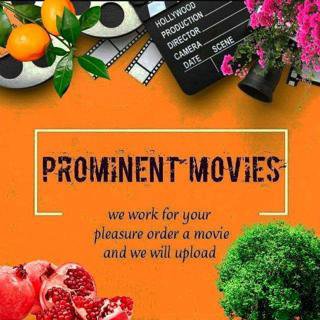 HOLLYWOOD
PRODUCTION
DIRECTOR
CAMERA
DATE SCENE
PROMINENT MOVIES
we work for your
pleasure order a movie
and we will upload